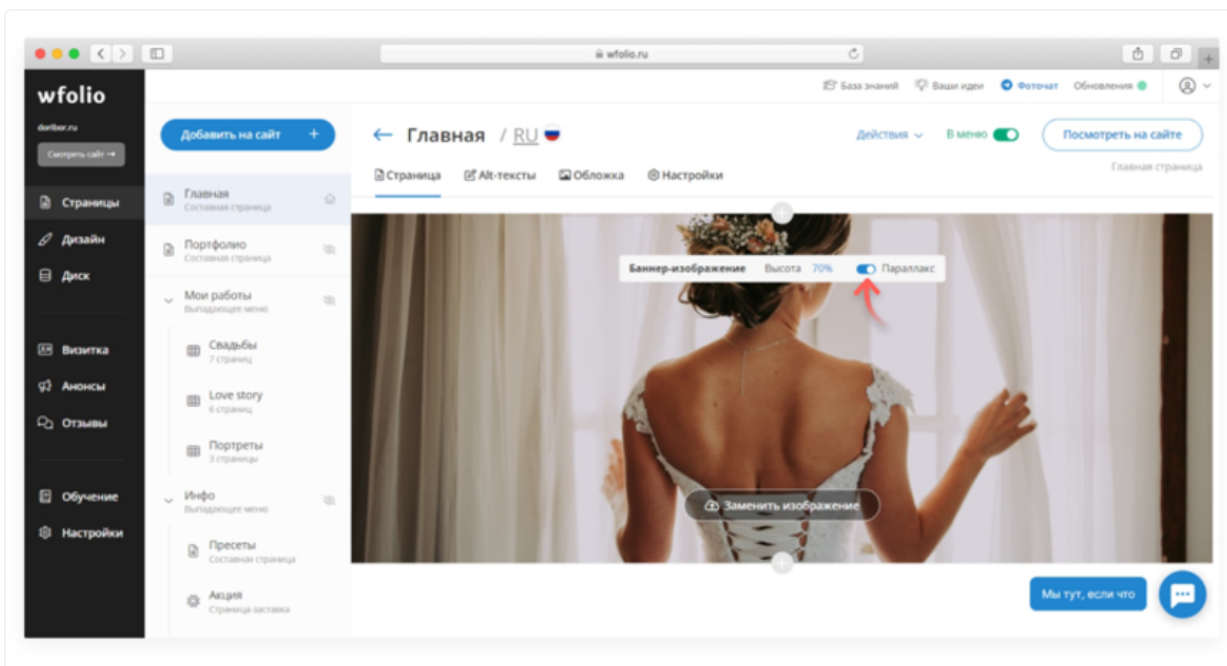 wfolio.ru
wfolio
База знаний
Ваши идеи
Фоточат
Обновления
doribor.ru
Смотреть сайт →
Добавить на сайт +
← Главная / RU
Действия
В меню
Посмотреть на сайте
Главная страница
Страница
Alt-тексты
Обложка
Настройки
Страницы
Дизайн
Диск
Визитка
Анонсы
Отзывы
Обучение
Настройки
Главная
Составная страница
Портфолио
Составная страница
Мои работы
Выпадающее меню
Свадьбы
7 страниц
Love story
6 страниц
Портреты
3 страницы
Инфо
Выпадающее меню
Пресеты
Составная страница
Акция
Страница-заставка
Баннер-изображение Высота 70% Параллакс
Заменить изображение
Мы тут, если что